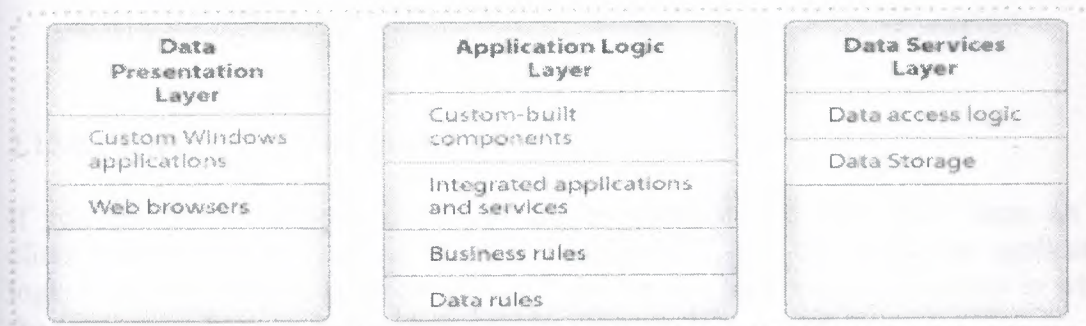 Data
Presentation
Layer
Custom Windows
applications
Web browsers
Application Logic
Layer
Custom-built
components
Integrated applications
and services
Business rules
Data rules
Data Services
Layer
Data access logic
Data Storage